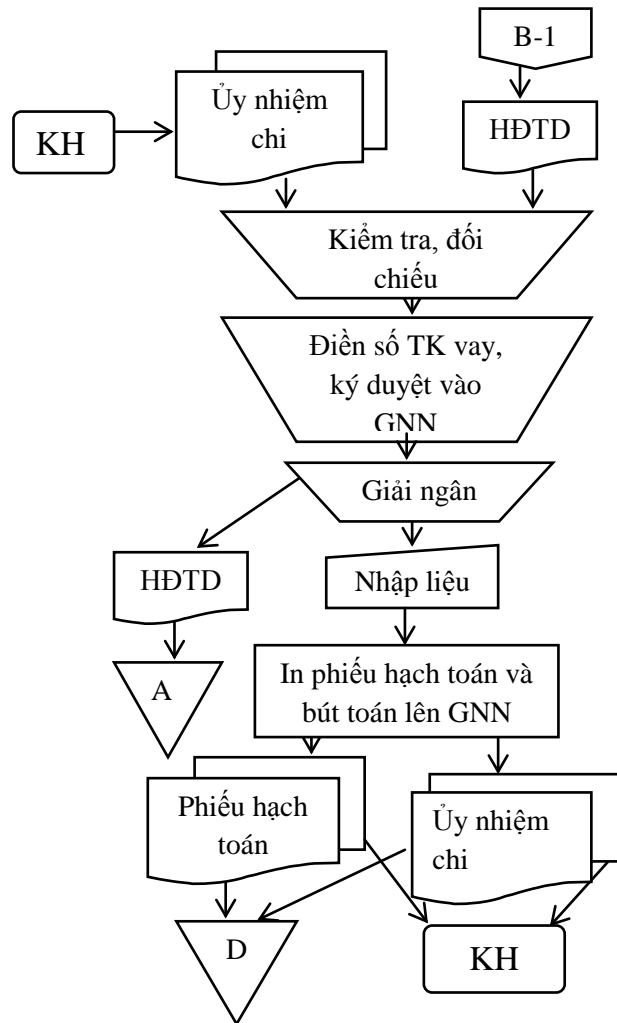 B-1
Ủy nhiệm
chi
KH
HĐTD
Kiểm tra, đối
chiếu
Điền số TK vay,
ký duyệt vào
GNN
Giải ngân
HĐTD
Nhập liệu
A
In phiếu hạch toán và
bút toán lên GNN
Phiếu hạch
toán
Ủy nhiệm
chi
D
KH